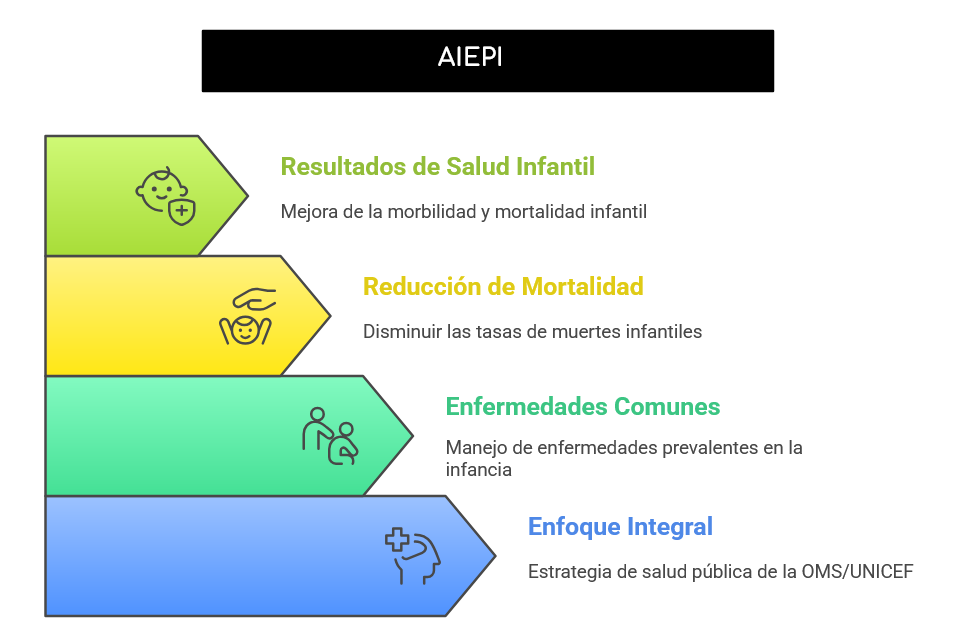 AIEPI
Resultados de Salud Infantil
Mejora de la morbilidad y mortalidad infantil
Reducción de Mortalidad
Disminuir las tasas de muertes infantiles
Enfermedades Comunes
Manejo de enfermedades prevalentes en la
infancia
Enfoque Integral
Estrategia de salud pública de la OMS/UNICEF